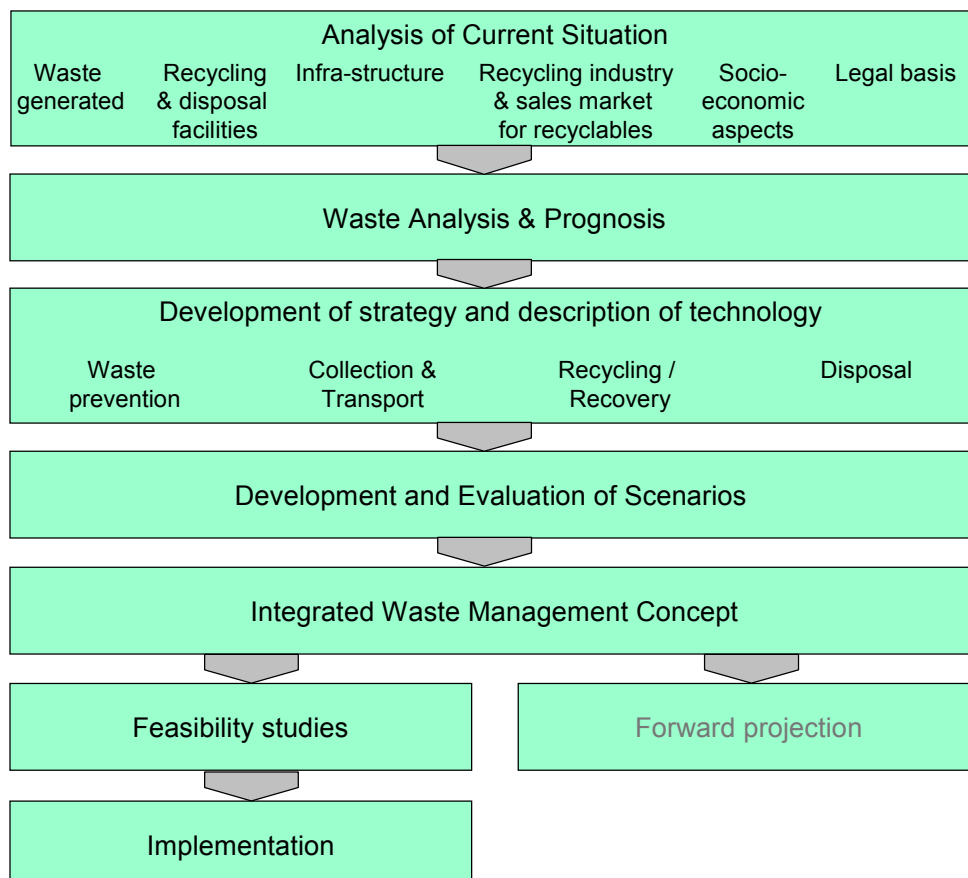 Analysis of Current Situation
Waste generated
Recycling & disposal facilities
Infra-structure
Recycling industry & sales market for recyclables
Socio-economic aspects
Legal basis
Waste Analysis & Prognosis
Development of strategy and description of technology
Waste prevention
Collection & Transport
Recycling / Recovery
Disposal
Development and Evaluation of Scenarios
Integrated Waste Management Concept
Feasibility studies
Forward projection
Implementation